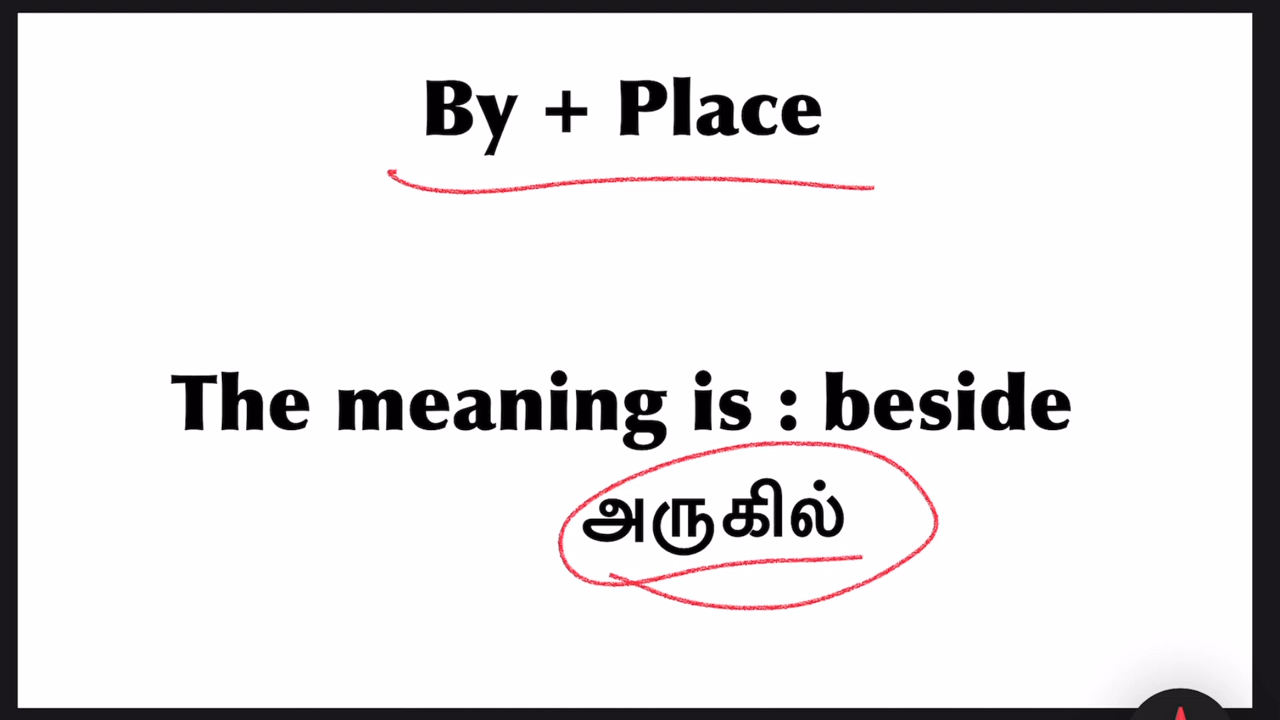 By + Place
The meaning is : beside
அருகில்